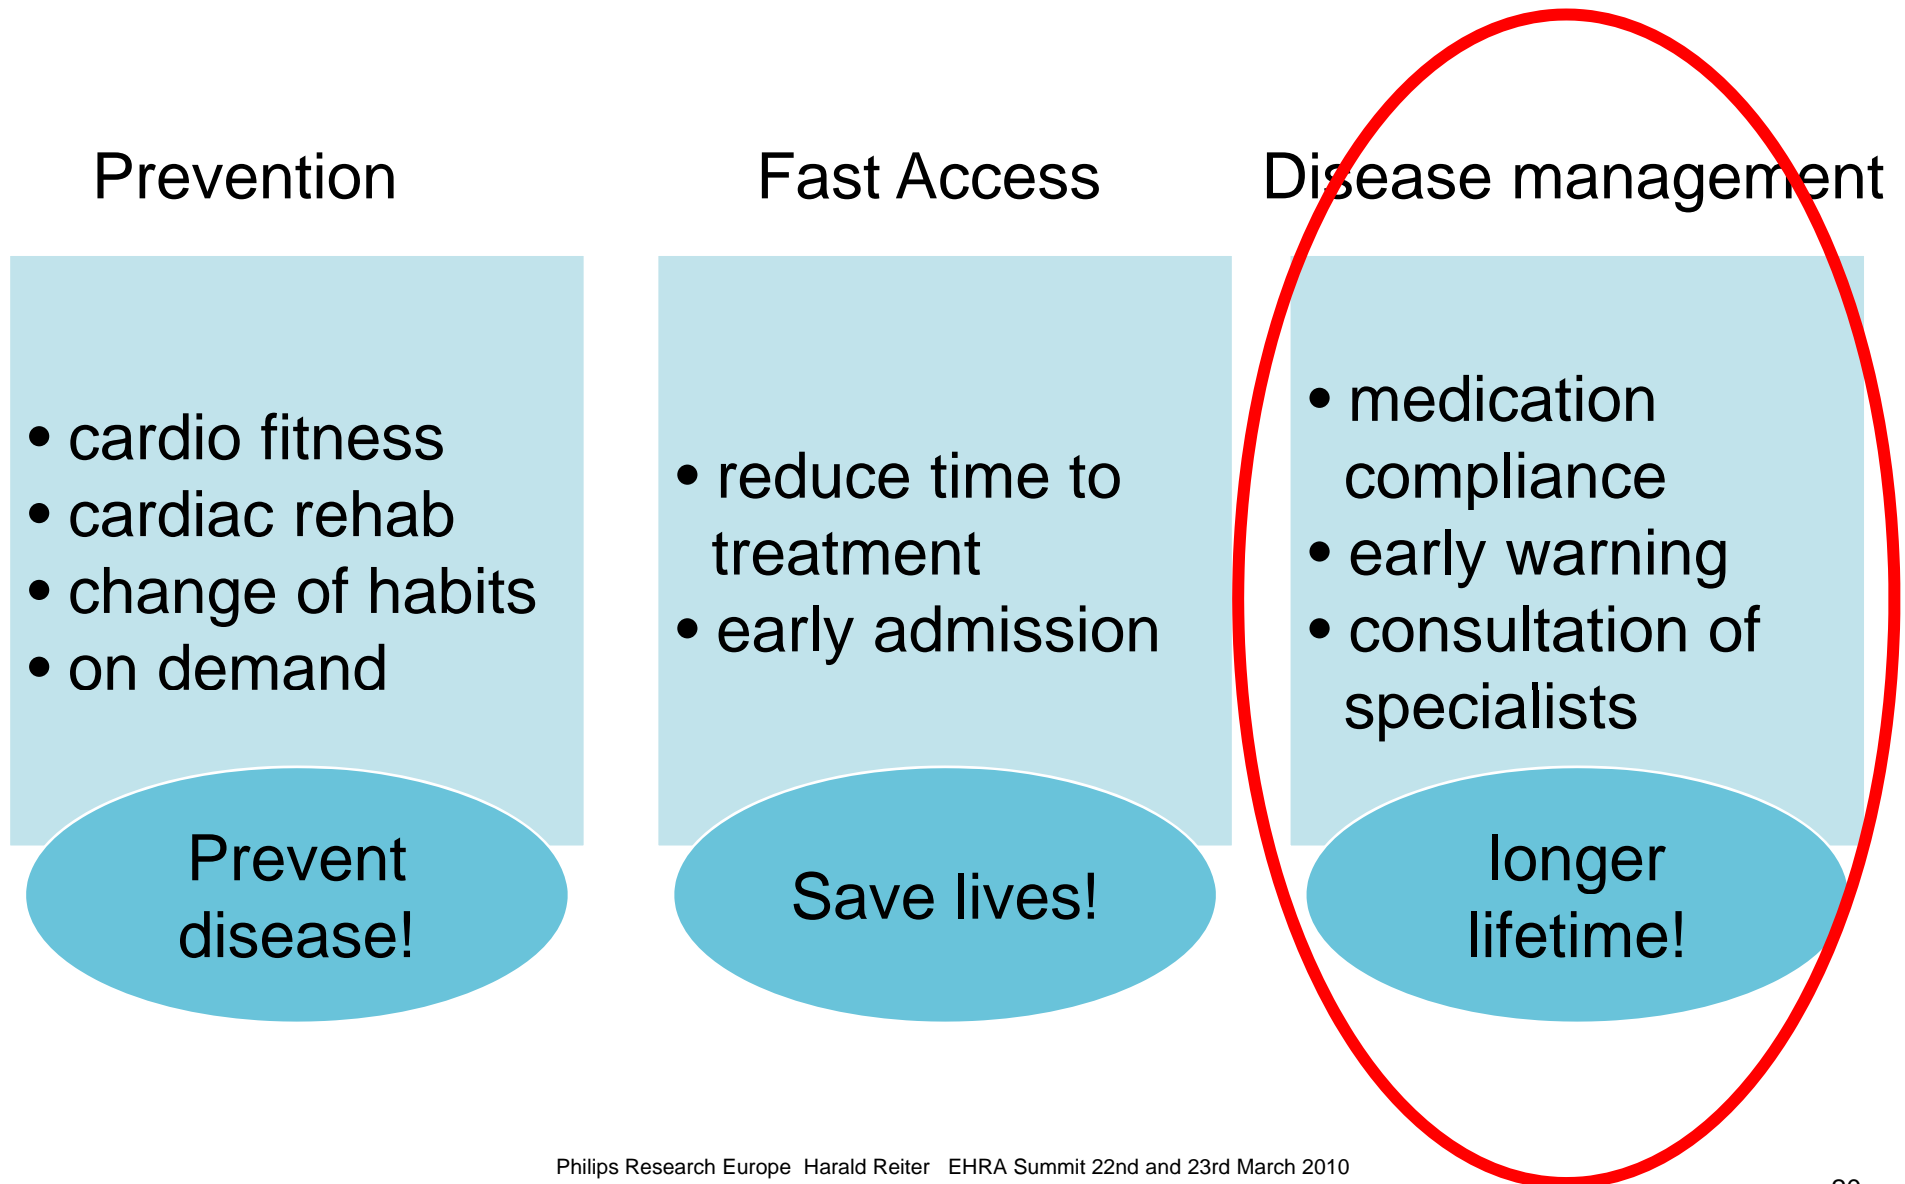 Prevention
• cardio fitness
• cardiac rehab
• change of habits
• on demand
Prevent
disease!
Fast Access
• reduce time to
treatment
• early admission
Save lives!
Disease management
• medication
compliance
• early warning
• consultation of
specialists
longer
lifetime!
Philips Research Europe Harald Reiter EHRA Summit 22nd and 23rd March 2010